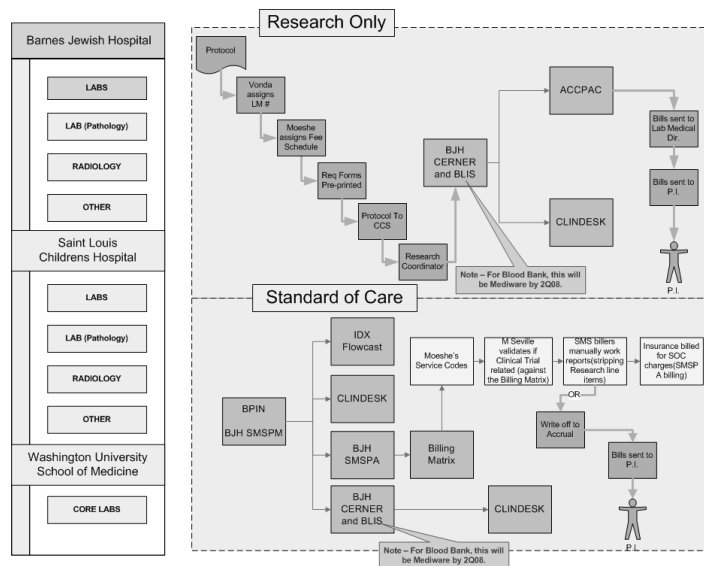 Barnes Jewish Hospital
LABS
LAB (Pathology)
RADIOLOGY
OTHER
Saint Louis
Childrens Hospital
LABS
LAB (Pathology)
RADIOLOGY
OTHER
Washington University
School of Medicine
CORE LABS
Research Only
Protocol
Vonda
assigns
LM #
Moeshe
assigns Fee
Schedule
Req Forms
Pre-printed
Protocol To
CCS
Research
Coordinator
BJH
CERNER
and BLIS
Note – For Blood Bank, this will
be Mediware by 2Q08.
ACCPAC
CLINDESK
Bills sent to
Lab Medical
Dir.
Bills sent to
P.I.
P.I.
Standard of Care
BPIN
BJH SMSPM
IDX
Flowcast
CLINDESK
BJH
SMSPA
BJH
CERNER
and BLIS
Note – For Blood Bank, this will
be Mediware by 2Q08.
Billing
Matrix
CLINDESK
Moeshe's
Service Codes
M Seville
validates if
Clinical Trial
related (against
the Billing Matrix)
SMS billers
manually work
reports(stripping
Research line
items)
Insurance billed
for SOC
charges(SMSP
A billing)
OR
Write off to
Accrual
Bills sent to
P.I.
P.I.